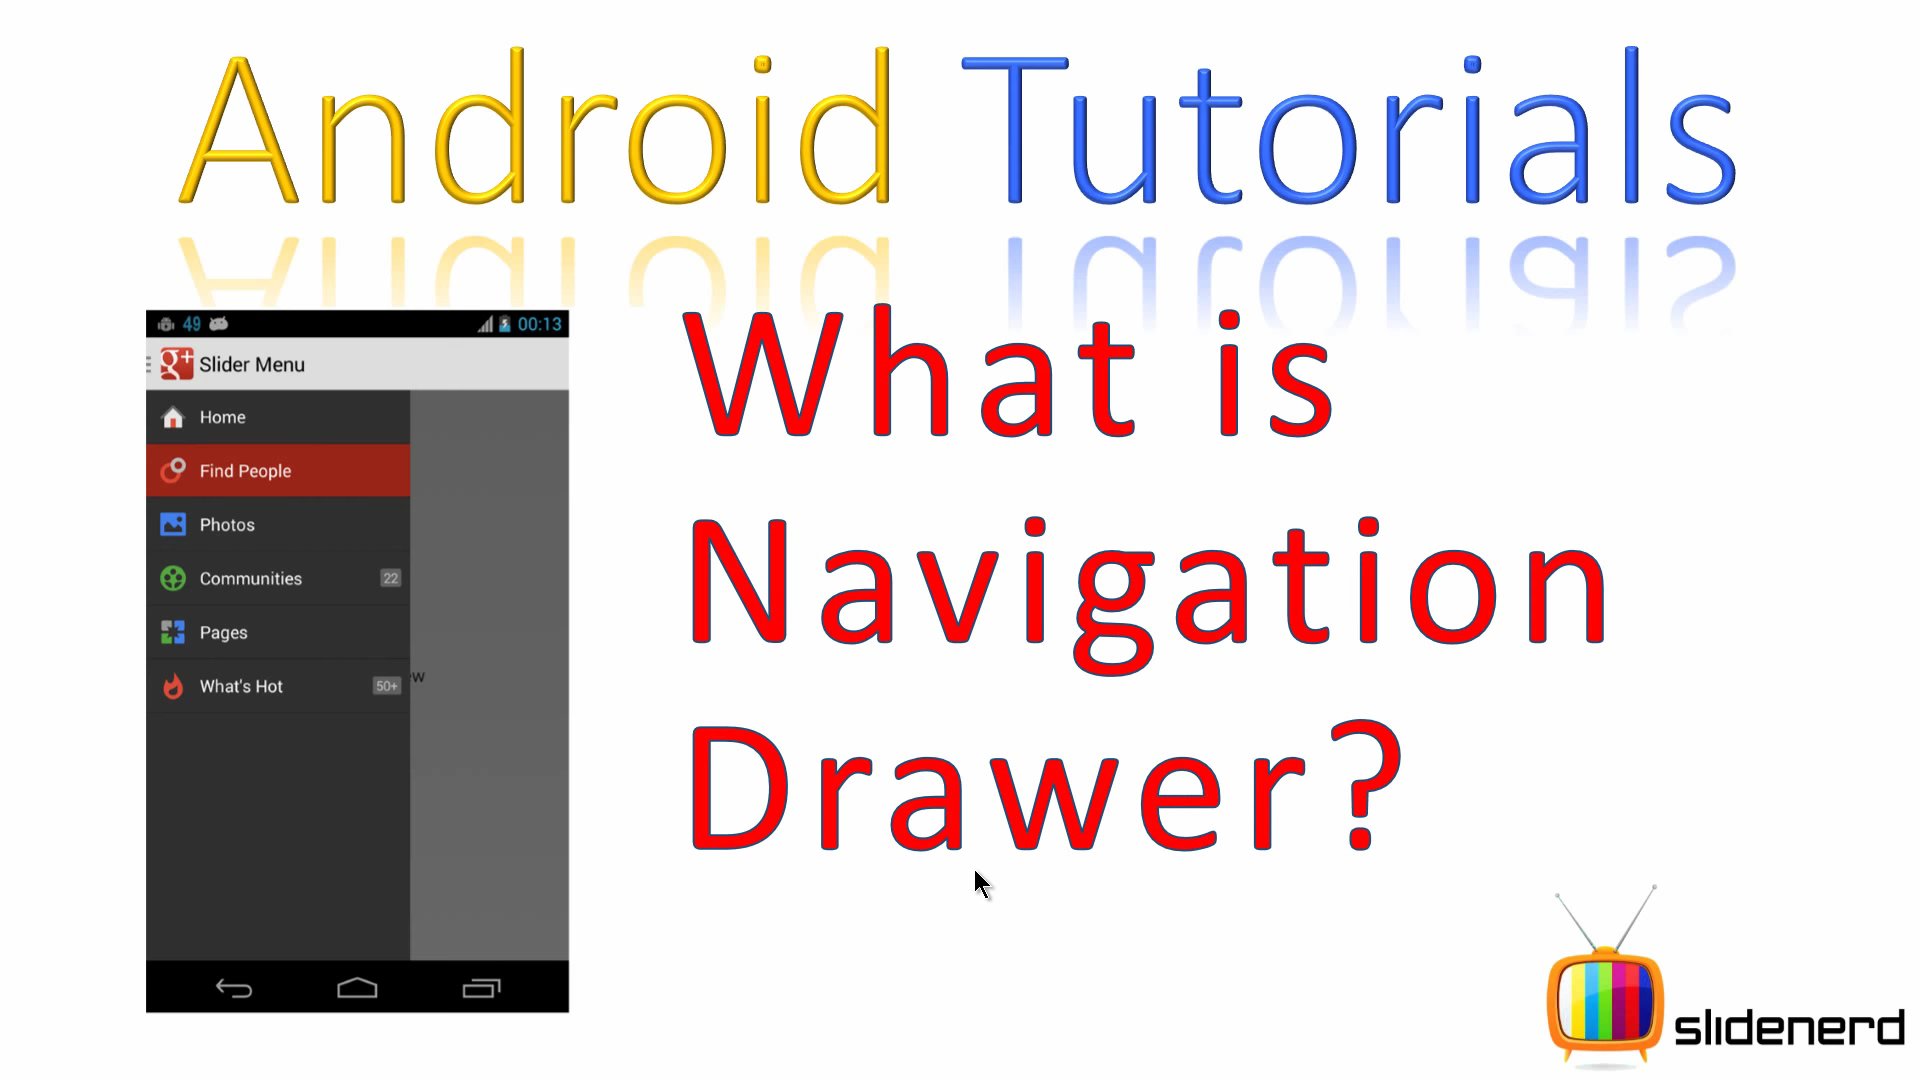 Android Tutorials
49 00:13
g+ Slider Menu
Home
Find People
Photos
Communities 22
Pages
What's Hot 50+
What is
Navigation
Drawer?
slidenerd